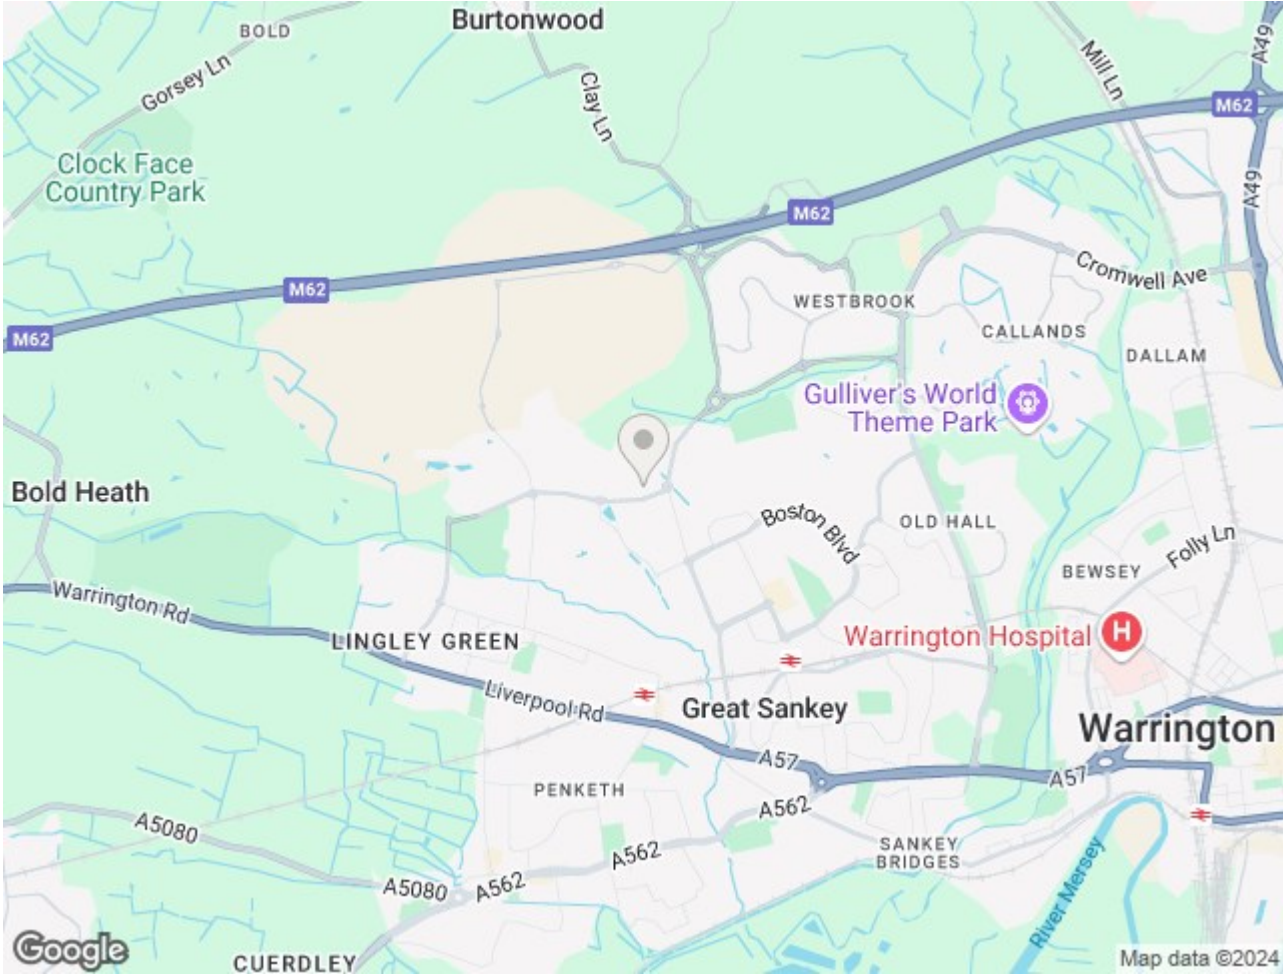 Burtonwood
BOLD
A49
Mill Ln
Gorsey Ln
Clay Ln
M62
Clock Face
Country Park
A49
M62
Cromwell Ave
M62
WESTBROOK
CALLANDS
M62
DALLAM
Gulliver's World
Theme Park
Bold Heath
Boston Blvd
OLD HALL
Folly Ln
BEWSEY
Warrington Rd
Warrington Hospital
H
LINGLEY GREEN
Liverpool Rd
Great Sankey
Warrington
A57
A57
PENKETH
A562
A5080
SANKEY
BRIDGES
A562
A5080
A562
River Mersey
Google
CUERDLEY
Map data ©2024